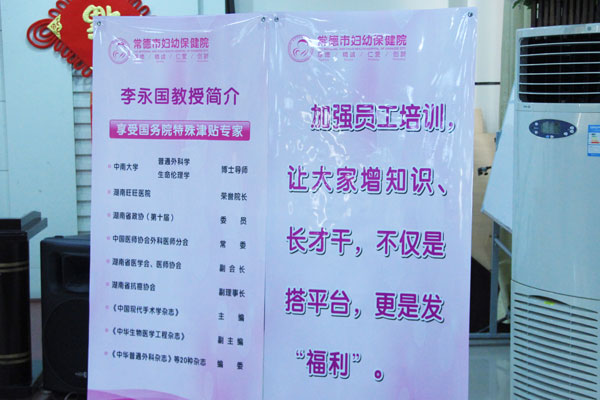 常德市妇幼保健院
李永国教授简介
享受国务院特殊津贴专家
中南大学 普通外科学 生命伦理学 博士导师
湖南旺旺医院 荣誉院长
湖南省政协（第十届） 委员
中国医师协会外科医师分会 常委
湖南省医学会、医师协会 副会长
湖南省抗癌协会 副理事长
《中国现代手术学杂志》 主编
《中华生物医学工程杂志》 副主编
《中华普通外科杂志》等20种杂志 编委
常德市妇幼保健院
加强员工培训，
让大家增知识、
长才干，不仅是
搭平台，更是发
“福利”。